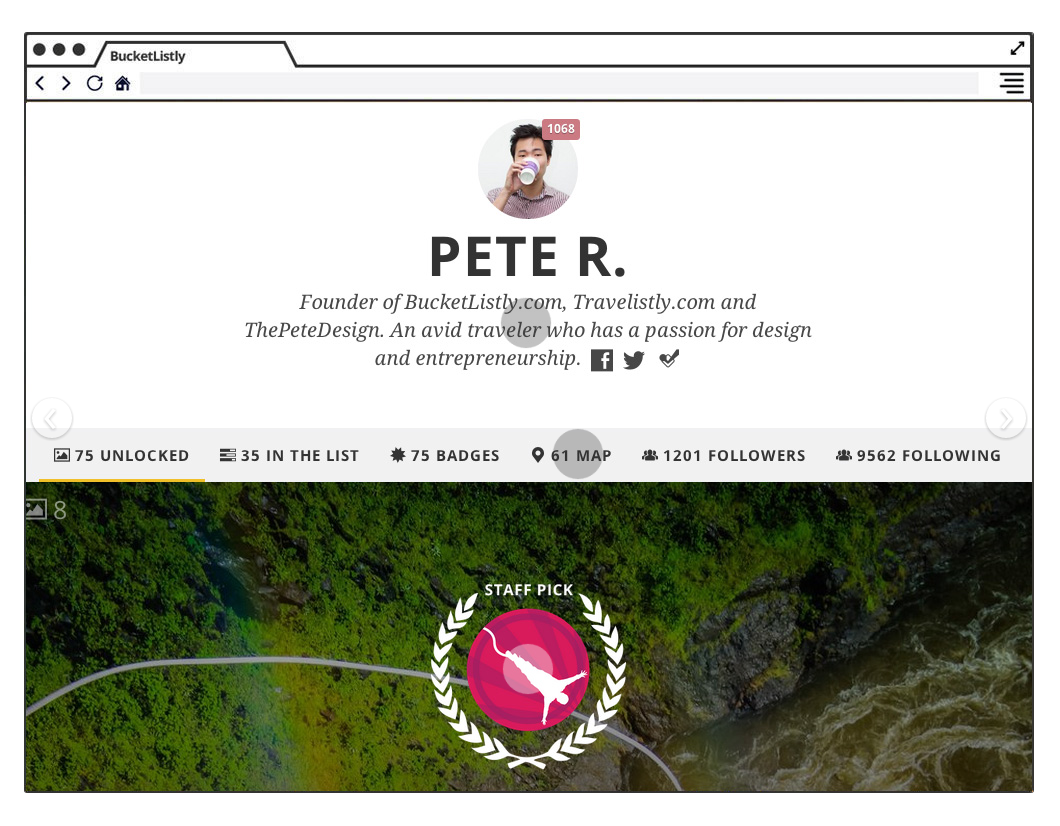 BucketListly
1068
PETE R.
Founder of BucketListly.com, Travelistly.com and
ThePeteDesign. An avid traveler who has a passion for design
and entrepreneurship.
75 UNLOCKED
35 IN THE LIST
75 BADGES
61 MAP
1201 FOLLOWERS
9562 FOLLOWING
8
STAFF PICK